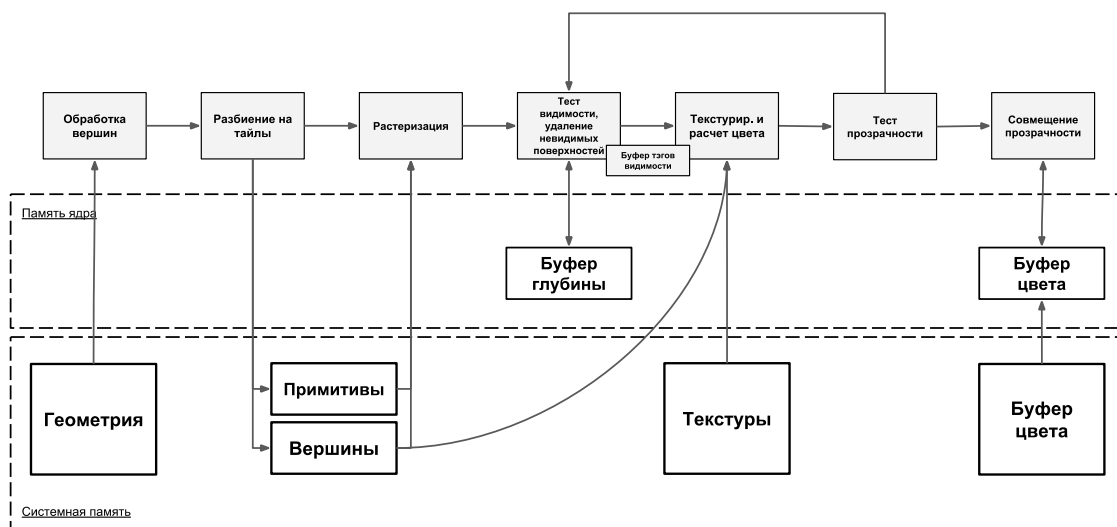 Обработка
вершин
Разбиение на
тайлы
Растеризация
Тест
видимости,
удаление
невидимых
поверхностей
Буфер тэгов
видимости
Текстурир. и
расчет цвета
Тест
прозрачности
Совмещение
прозрачности
Память ядра
Буфер
глубины
Буфер
цвета
Геометрия
Примитивы
Вершины
Текстуры
Буфер
цвета
Системная память